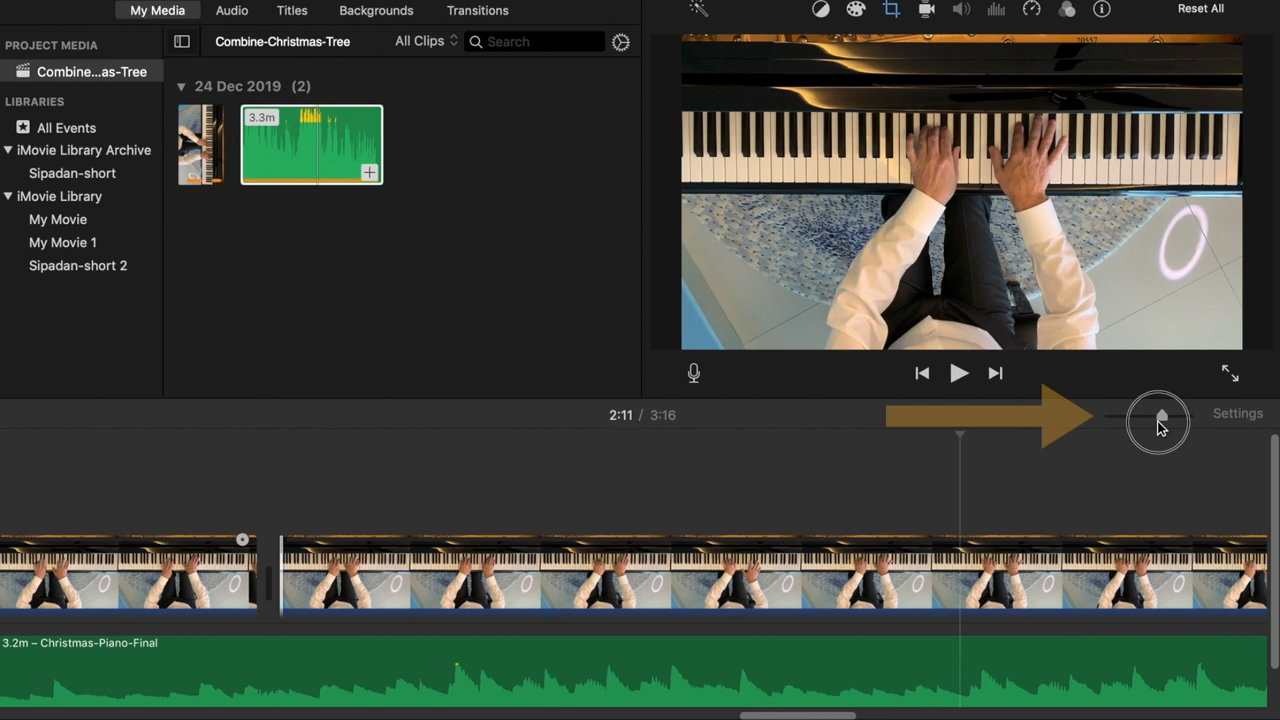 My Media Audio Titles Backgrounds Transitions
Reset All
PROJECT MEDIA
Combine...as-Tree
LIBRARIES
All Events
iMovie Library Archive
Sipadan-short
iMovie Library
My Movie
My Movie 1
Sipadan-short 2
Combine-Christmas-Tree All Clips Search
24 Dec 2019 (2)
3.3m
20557
2:11 / 3:16
Settings
3.2m – Christmas-Piano-Final